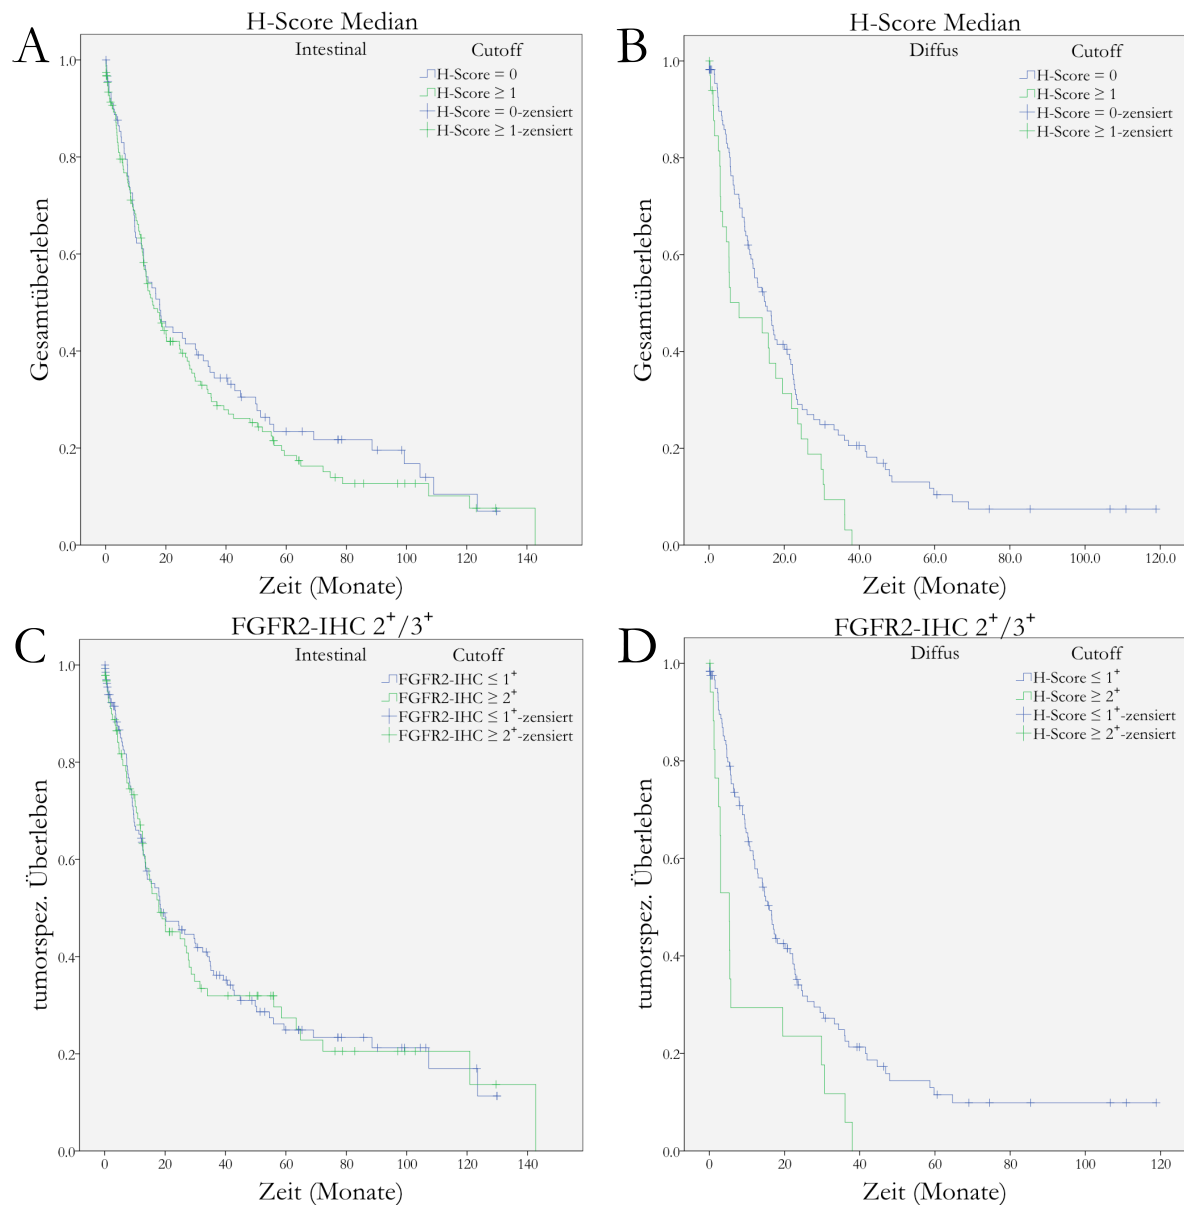 A
H-Score Median
Intestinal
Cutoff
H-Score = 0
H-Score ≥ 1
H-Score = 0-zensiert
H-Score ≥ 1-zensiert
Gesamtüberleben
1.0
0.8
0.6
0.4
0.2
0.0
0 20 40 60 80 100 120 140
Zeit (Monate)
B
H-Score Median
Diffus
Cutoff
H-Score = 0
H-Score ≥ 1
H-Score = 0-zensiert
H-Score ≥ 1-zensiert
Gesamtüberleben
1.0
0.8
0.6
0.4
0.2
0.0
.0 20.0 40.0 60.0 80.0 100.0 120.0
Zeit (Monate)
C
FGFR2-IHC 2⁺/3⁺
Intestinal
Cutoff
FGFR2-IHC ≤ 1⁺
FGFR2-IHC ≥ 2⁺
FGFR2-IHC ≤ 1⁺-zensiert
FGFR2-IHC ≥ 2⁺-zensiert
tumorspez. Überleben
1.0
0.8
0.6
0.4
0.2
0.0
0 20 40 60 80 100 120 140
Zeit (Monate)
D
FGFR2-IHC 2⁺/3⁺
Diffus
Cutoff
H-Score ≤ 1⁺
H-Score ≥ 2⁺
H-Score ≤ 1⁺-zensiert
H-Score ≥ 2⁺-zensiert
tumorspez. Überleben
1.0
0.8
0.6
0.4
0.2
0.0
0 20 40 60 80 100 120
Zeit (Monate)